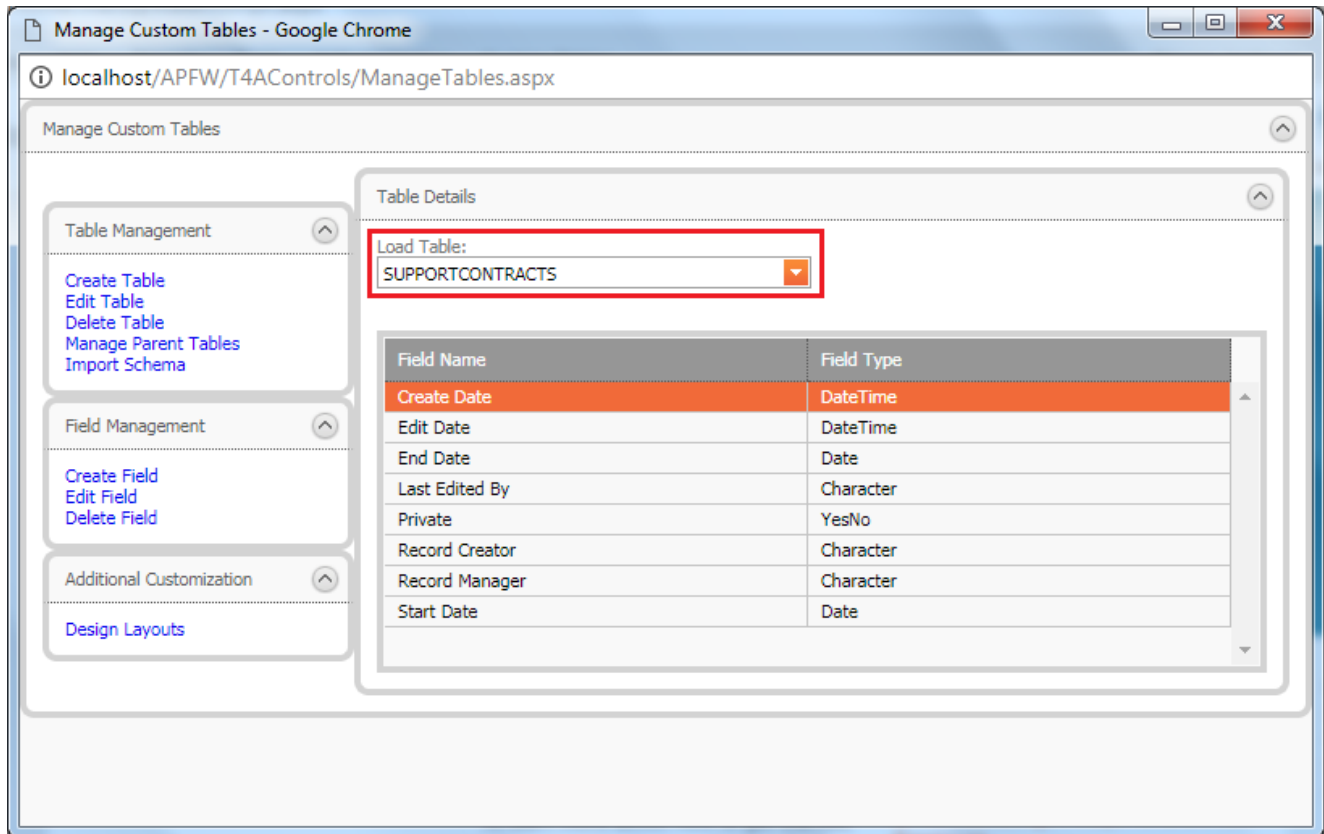 Manage Custom Tables - Google Chrome
localhost/APFW/T4AControls/ManageTables.aspx
Manage Custom Tables
Table Management
Create Table
Edit Table
Delete Table
Manage Parent Tables
Import Schema
Field Management
Create Field
Edit Field
Delete Field
Additional Customization
Design Layouts
Table Details
Load Table:
SUPPORTCONTRACTS
Field Name Field Type
Create Date DateTime
Edit Date DateTime
End Date Date
Last Edited By Character
Private YesNo
Record Creator Character
Record Manager Character
Start Date Date